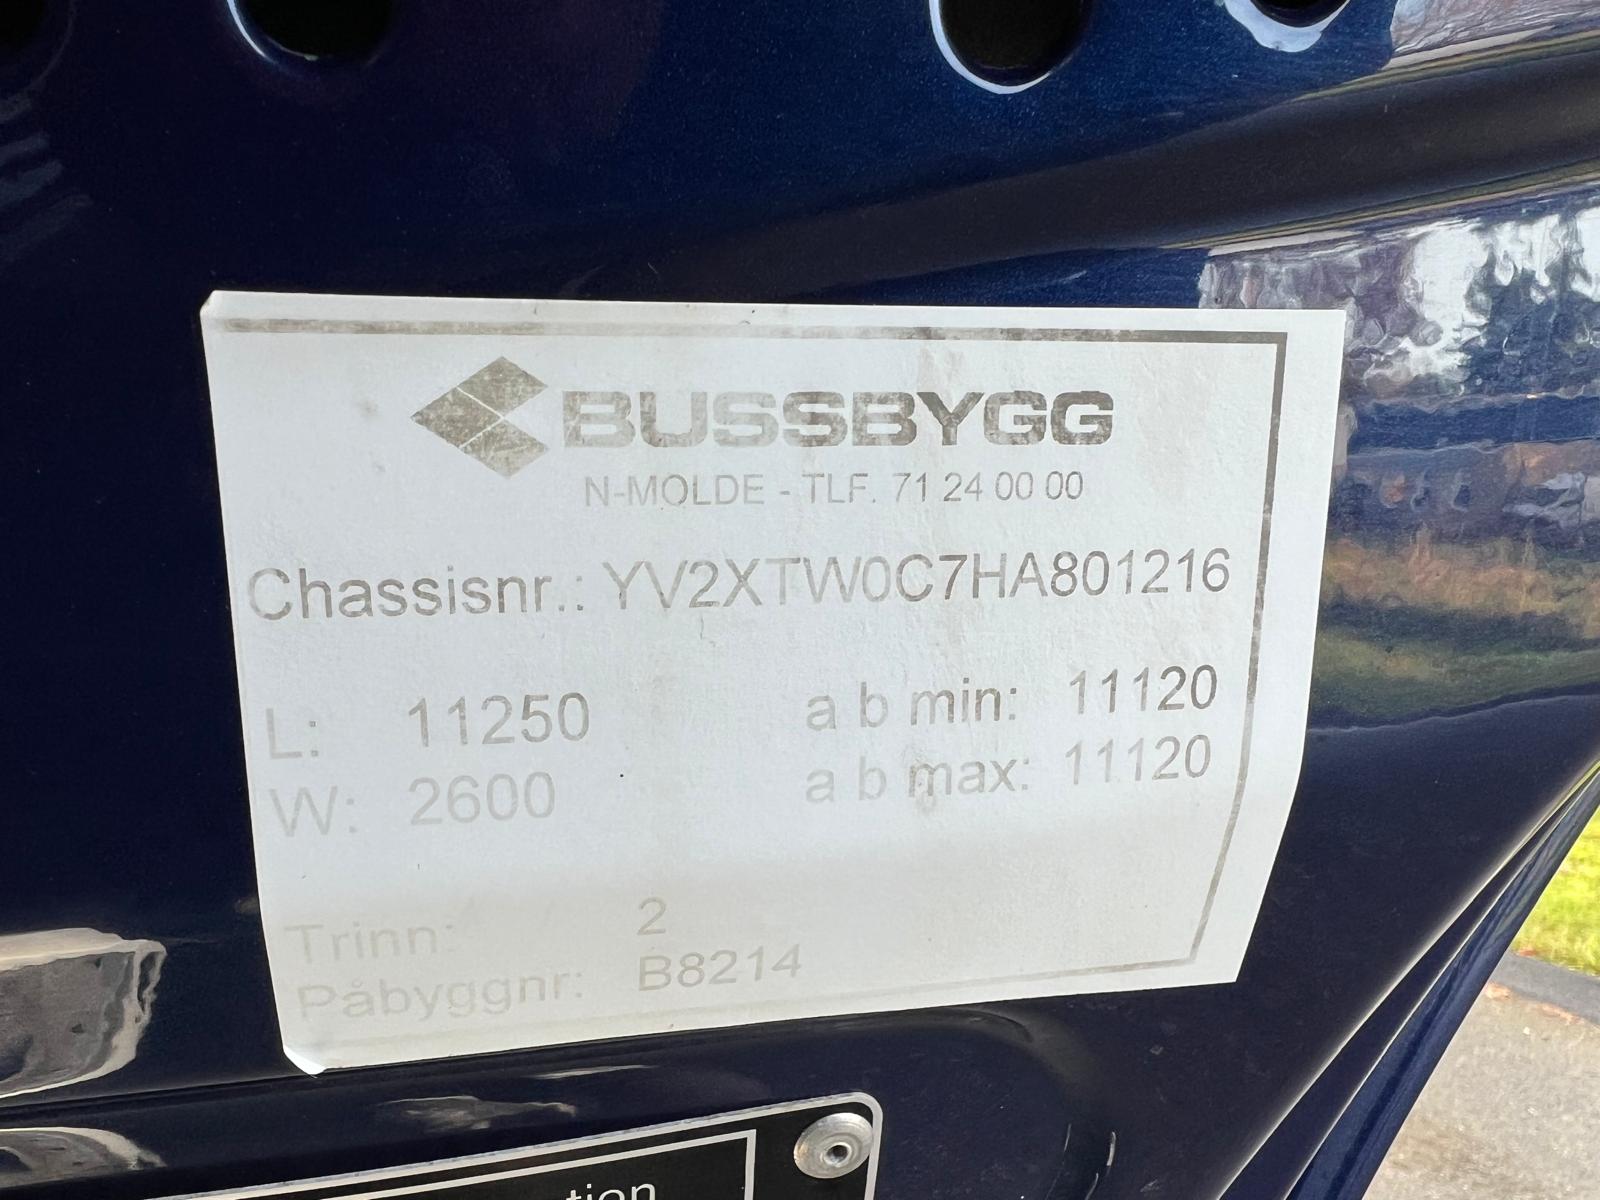 BUSSBYGG
N-MOLDE - TLF. 71 24 00 00
Chassisnr.: YV2XTW0C7HA801216
L: 11250 a b min: 11120
W: 2600 a b max: 11120
Trinn: 2
Påbyggnr: B8214